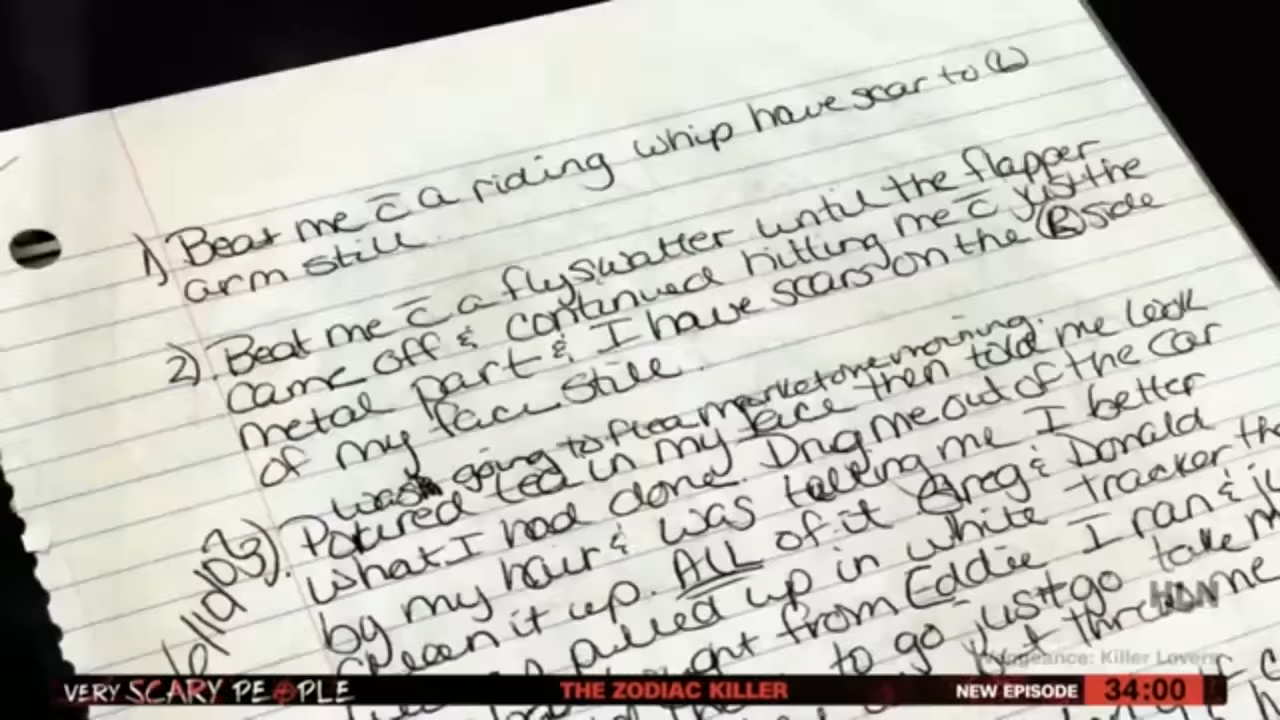 1) Beat me c̄ a riding whip have scar to Ⓛ
arm still.
2) Beat me c̄ a flyswatter until the flapper
came off & continued hitting me c̄ just the
metal part & I have scars on the Ⓡ side
of my face still.
was going to flea market one morning.
3) Poured tea in my face then told me look
what I had done. Drug me out of the car
by my hair & was telling me I better
clean it up. ALL of it Greg & Donald
pulled up in white tracker
from Eddie I ran &
to go just go take
threw me
HLN
Vengeance: Killer Lovers
VERY SCARY PEOPLE
THE ZODIAC KILLER
NEW EPISODE
34:00